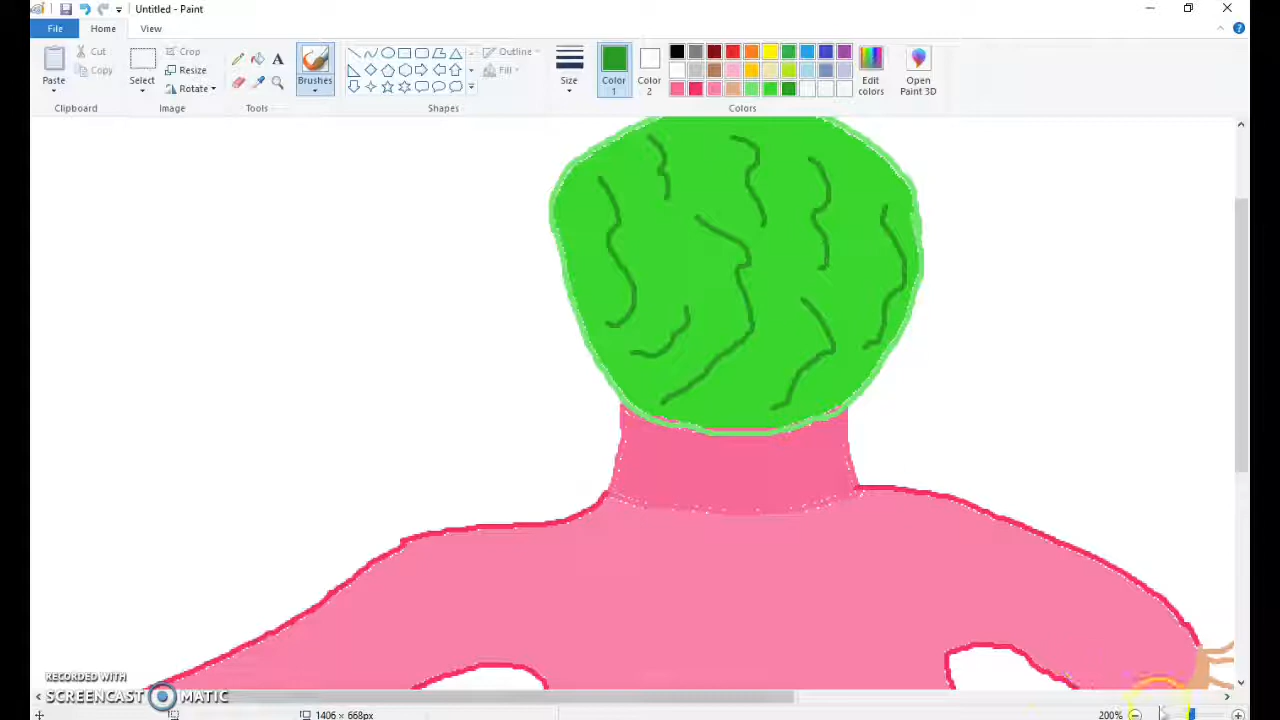 Untitled - Paint
File Home View
Paste
Cut
Copy
Clipboard
Select
Crop
Resize
Rotate
Image
A
Tools
Brushes
Outline
Fill
Shapes
Size
Color 1
Color 2
Edit colors
Open Paint 3D
Colors
RECORDED WITH
SCREENCAST MATIC
1406 × 668px
200%